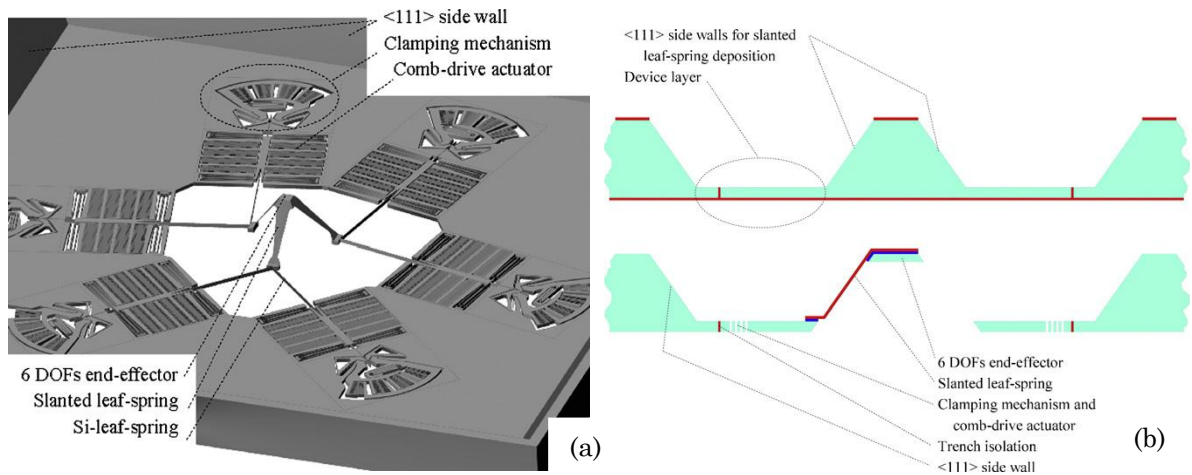 <111> side wall
Clamping mechanism
Comb-drive actuator
6 DOFs end-effector
Slanted leaf-spring
Si-leaf-spring
(a)
<111> side walls for slanted
leaf-spring deposition
Device layer
6 DOFs end-effector
Slanted leaf-spring
Clamping mechanism and
comb-drive actuator
Trench isolation
<111> side wall
(b)